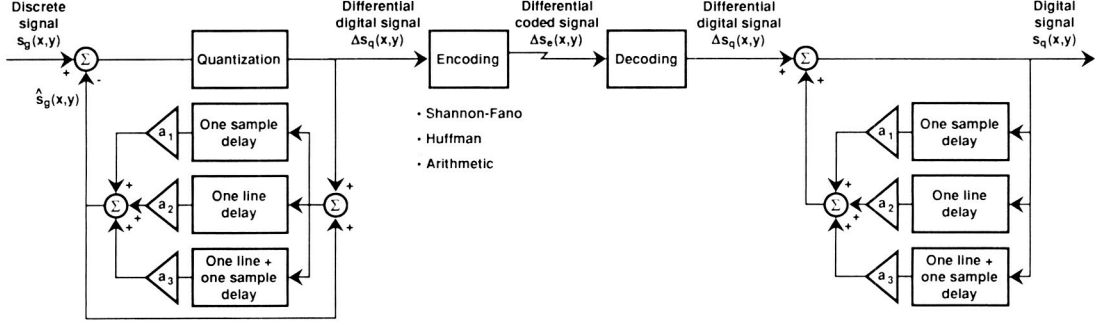 Discrete
signal
s_g(x,y)
Differential
digital signal
Δs_q(x,y)
Differential
coded signal
Δs_e(x,y)
Differential
digital signal
Δs_q(x,y)
Digital
signal
s_q(x,y)
Σ
+
-
Quantization
Encoding
Decoding
Σ
+
+
ŝ_g(x,y)
• Shannon-Fano
• Huffman
• Arithmetic
a₁
One sample
delay
+
Σ
+
+
a₂
One line
delay
Σ
+
+
a₃
One line +
one sample
delay
a₁
One sample
delay
+
Σ
+
+
a₂
One line
delay
a₃
One line +
one sample
delay